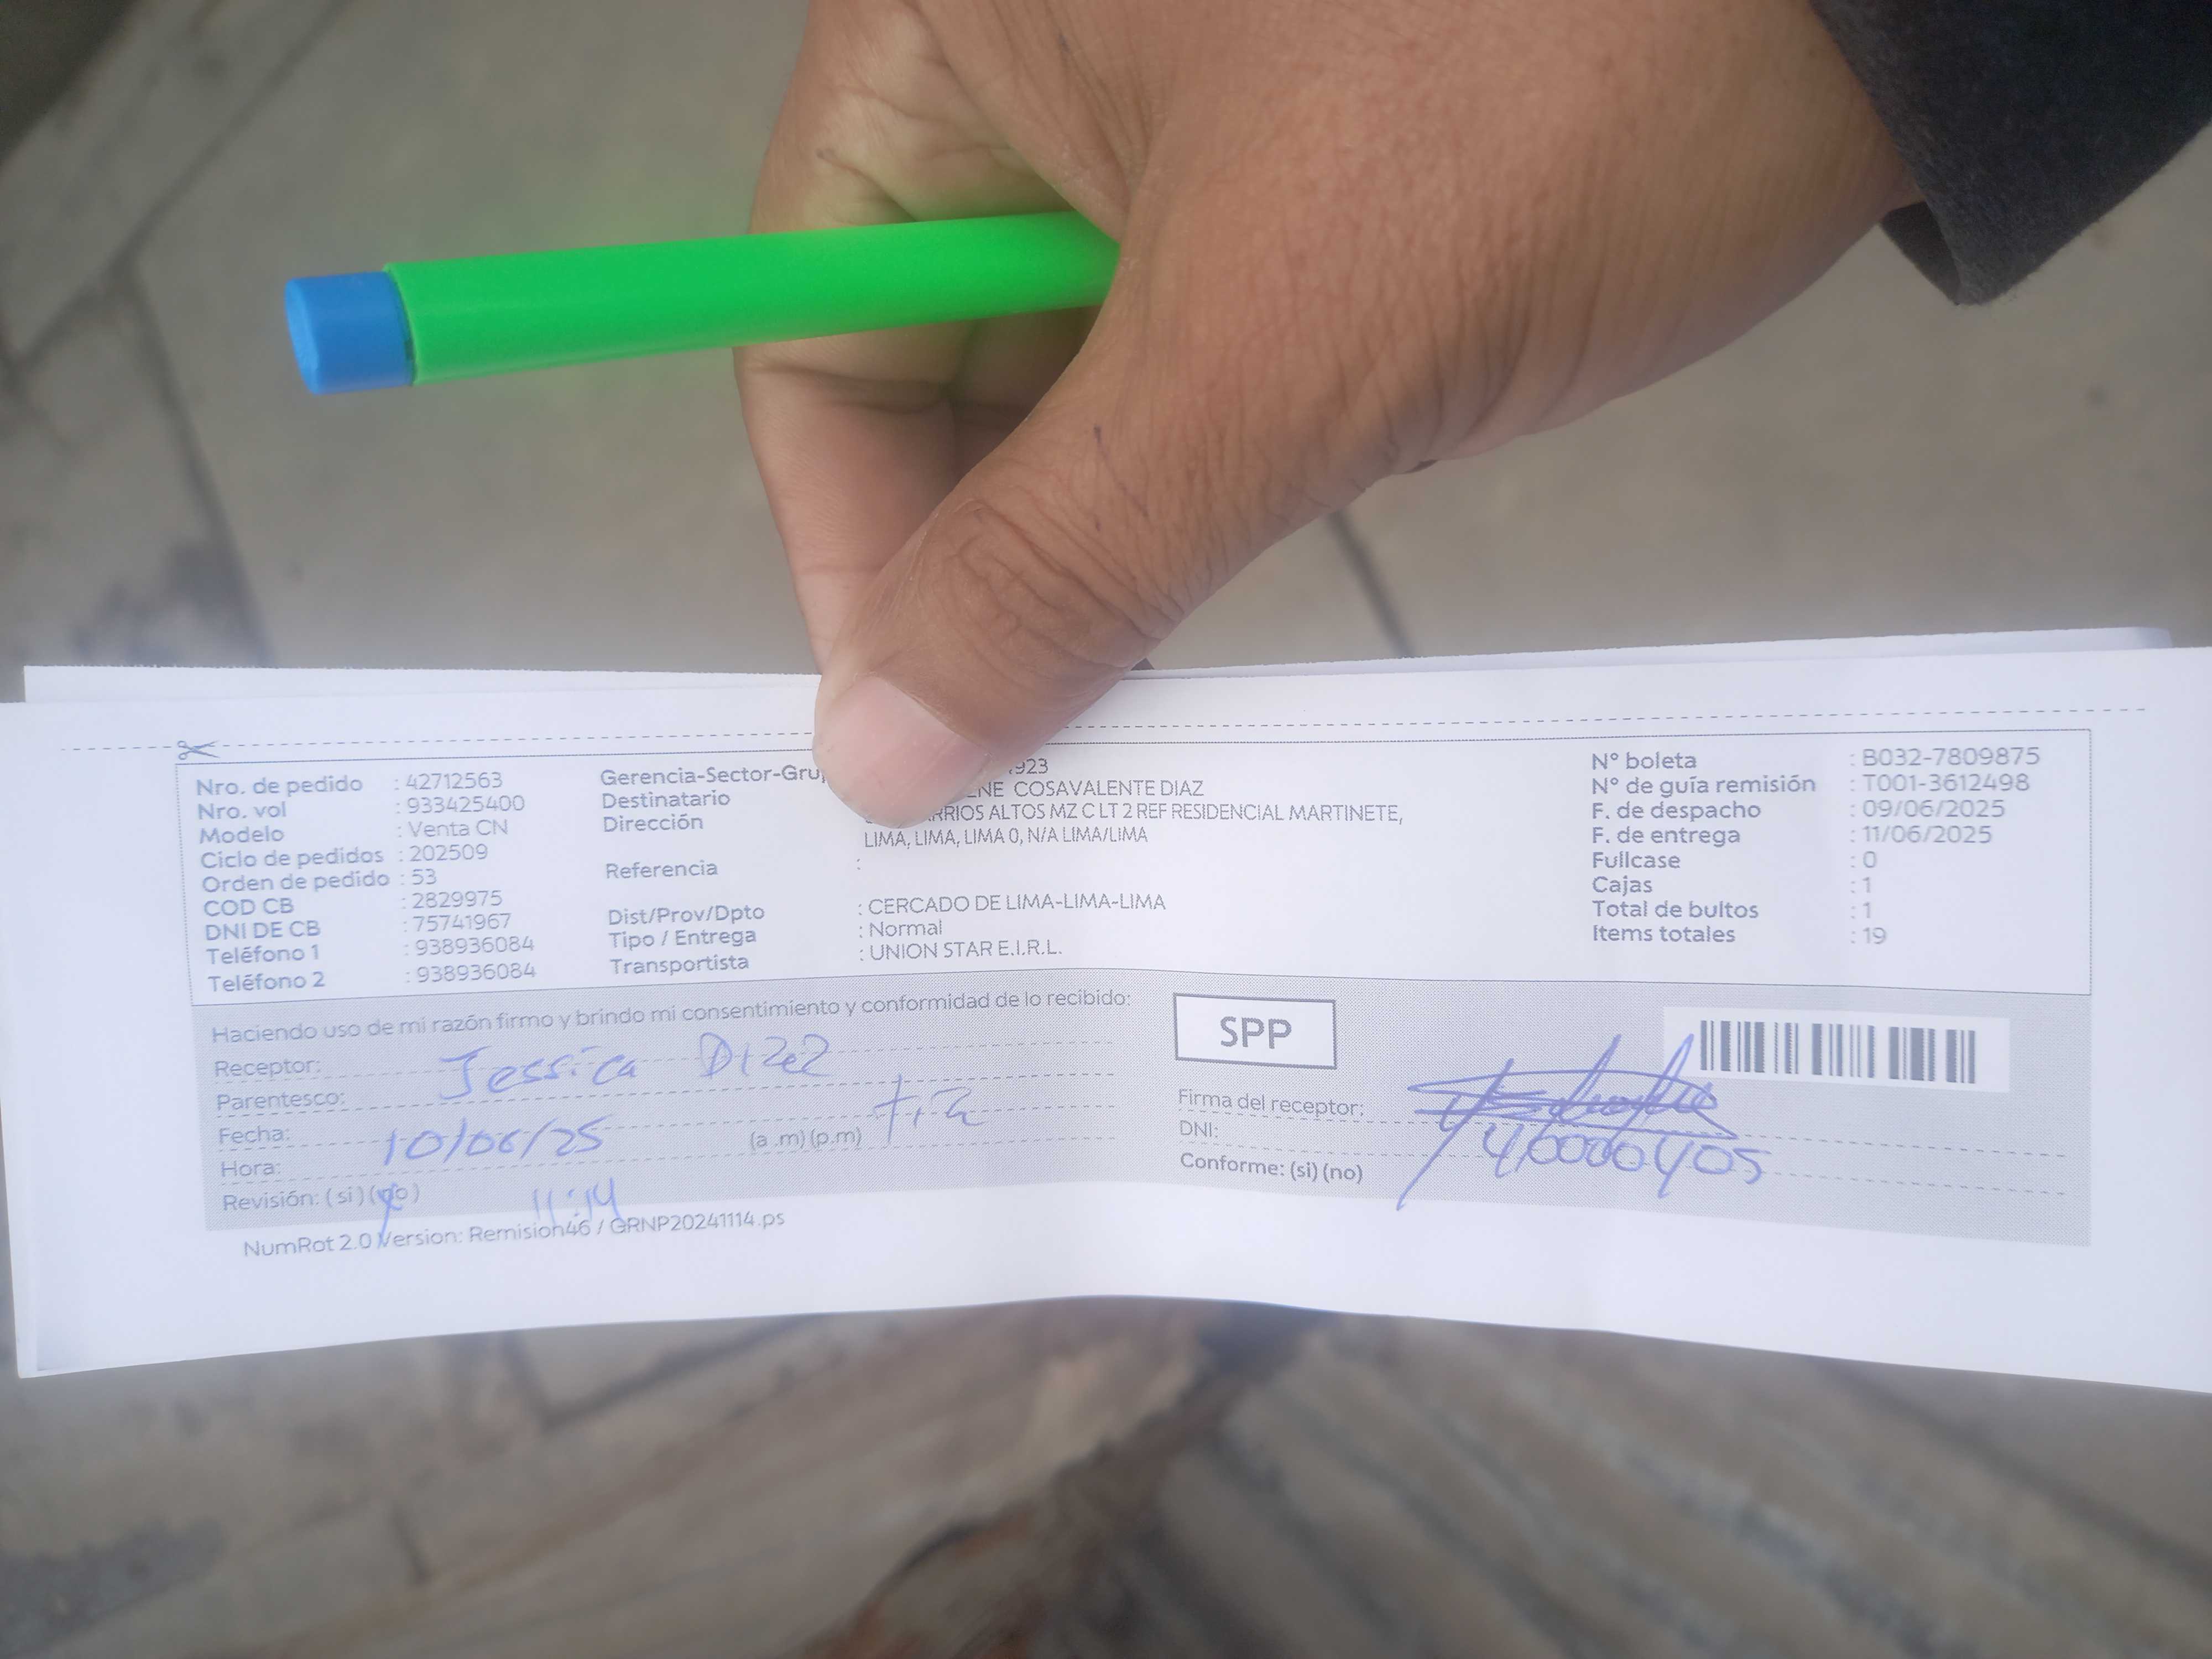 Nro. de pedido : 42712563
Nro. vol : 933425400
Modelo : Venta CN
Ciclo de pedidos : 202509
Orden de pedido : 53
COD CB : 2829975
DNI DE CB : 75741967
Teléfono 1 : 938936084
Teléfono 2 : 938936084
Gerencia-Sector-Gru 923
Destinatario ENE COSAVALENTE DIAZ
Dirección RRIOS ALTOS MZ C LT 2 REF RESIDENCIAL MARTINETE,
LIMA, LIMA, LIMA 0, N/A LIMA/LIMA
Referencia :
Dist/Prov/Dpto : CERCADO DE LIMA-LIMA-LIMA
Tipo / Entrega : Normal
Transportista : UNION STAR E.I.R.L.
N° boleta : B032-7809875
N° de guía remisión : T001-3612498
F. de despacho : 09/06/2025
F. de entrega : 11/06/2025
Fullcase : 0
Cajas : 1
Total de bultos : 1
Items totales : 19
Haciendo uso de mi razón firmo y brindo mi consentimiento y conformidad de lo recibido:
Receptor: Jessica
Parentesco: tía
Fecha: 10/06/25
Hora: (a .m) (p.m)
11:14
Revisión: ( si ) (no)
SPP
Firma del receptor:
DNI:
Conforme: (si) (no)
NumRot 2.0 Version: Remision46 / GRNP20241114.ps